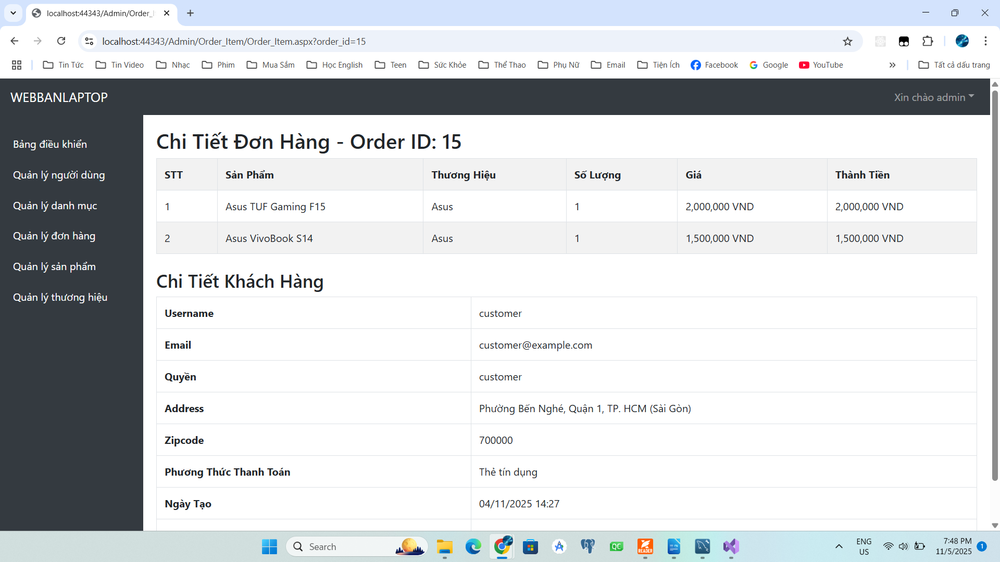 localhost:44343/Admin/Order_I
localhost:44343/Admin/Order_Item/Order_Item.aspx?order_id=15
Tin Tức Tin Video Nhạc Phim Mua Sắm Học English Teen Sức Khỏe Thể Thao Phụ Nữ Email Tiện Ích Facebook Google YouTube Tất cả dấu trang
WEBBANLAPTOP Xin chào admin
Bảng điều khiển
Quản lý người dùng
Quản lý danh mục
Quản lý đơn hàng
Quản lý sản phẩm
Quản lý thương hiệu
Chi Tiết Đơn Hàng - Order ID: 15
STT Sản Phẩm Thương Hiệu Số Lượng Giá Thành Tiền
1 Asus TUF Gaming F15 Asus 1 2,000,000 VND 2,000,000 VND
2 Asus VivoBook S14 Asus 1 1,500,000 VND 1,500,000 VND
Chi Tiết Khách Hàng
Username customer
Email customer@example.com
Quyền customer
Address Phường Bến Nghé, Quận 1, TP. HCM (Sài Gòn)
Zipcode 700000
Phương Thức Thanh Toán Thẻ tín dụng
Ngày Tạo 04/11/2025 14:27
Search
QC
READER
ENG
US
7:48 PM
11/5/2025
1